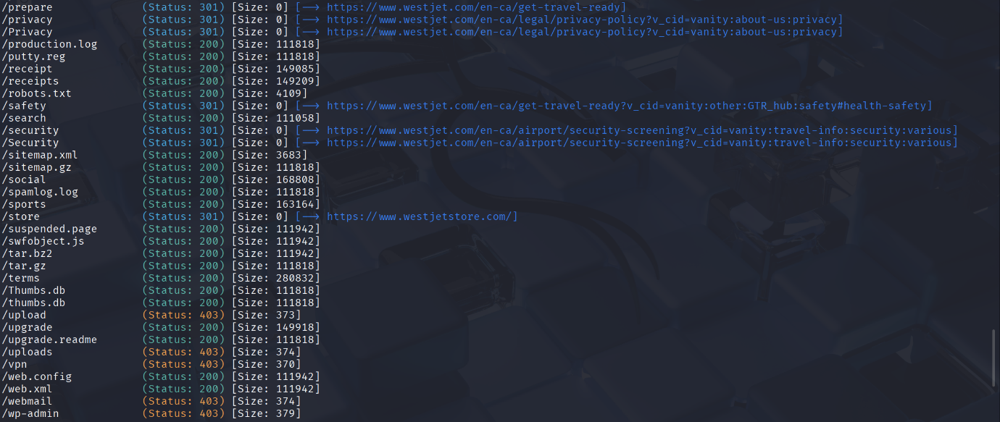 /prepare (Status: 301) [Size: 0] [--> https://www.westjet.com/en-ca/get-travel-ready]
/privacy (Status: 301) [Size: 0] [--> https://www.westjet.com/en-ca/legal/privacy-policy?v_cid=vanity:about-us:privacy]
/Privacy (Status: 301) [Size: 0] [--> https://www.westjet.com/en-ca/legal/privacy-policy?v_cid=vanity:about-us:privacy]
/production.log (Status: 200) [Size: 111818]
/putty.reg (Status: 200) [Size: 111818]
/receipt (Status: 200) [Size: 149085]
/receipts (Status: 200) [Size: 149209]
/robots.txt (Status: 200) [Size: 4109]
/safety (Status: 301) [Size: 0] [--> https://www.westjet.com/en-ca/get-travel-ready?v_cid=vanity:other:GTR_hub:safety#health-safety]
/search (Status: 200) [Size: 111058]
/security (Status: 301) [Size: 0] [--> https://www.westjet.com/en-ca/airport/security-screening?v_cid=vanity:travel-info:security:various]
/Security (Status: 301) [Size: 0] [--> https://www.westjet.com/en-ca/airport/security-screening?v_cid=vanity:travel-info:security:various]
/sitemap.xml (Status: 200) [Size: 3683]
/sitemap.gz (Status: 200) [Size: 111818]
/social (Status: 200) [Size: 168808]
/spamlog.log (Status: 200) [Size: 111818]
/sports (Status: 200) [Size: 163164]
/store (Status: 301) [Size: 0] [--> https://www.westjetstore.com/]
/suspended.page (Status: 200) [Size: 111942]
/swfobject.js (Status: 200) [Size: 111942]
/tar.bz2 (Status: 200) [Size: 111942]
/tar.gz (Status: 200) [Size: 111818]
/terms (Status: 200) [Size: 280832]
/Thumbs.db (Status: 200) [Size: 111818]
/thumbs.db (Status: 200) [Size: 111818]
/upload (Status: 403) [Size: 373]
/upgrade (Status: 200) [Size: 149918]
/upgrade.readme (Status: 200) [Size: 111818]
/uploads (Status: 403) [Size: 374]
/vpn (Status: 403) [Size: 370]
/web.config (Status: 200) [Size: 111942]
/web.xml (Status: 200) [Size: 111942]
/webmail (Status: 403) [Size: 374]
/wp-admin (Status: 403) [Size: 379]